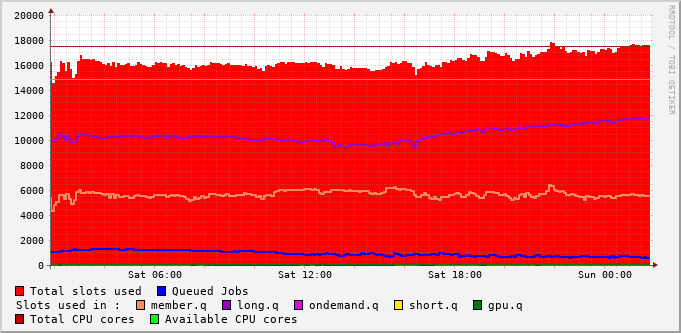 20000
18000
16000
14000
12000
10000
8000
6000
4000
2000
0
Sat 06:00 Sat 12:00 Sat 18:00 Sun 00:00
RRDTOOL / TOBI OETIKER
Total slots used Queued Jobs
Slots used in : member.q long.q ondemand.q short.q gpu.q
Total CPU cores Available CPU cores